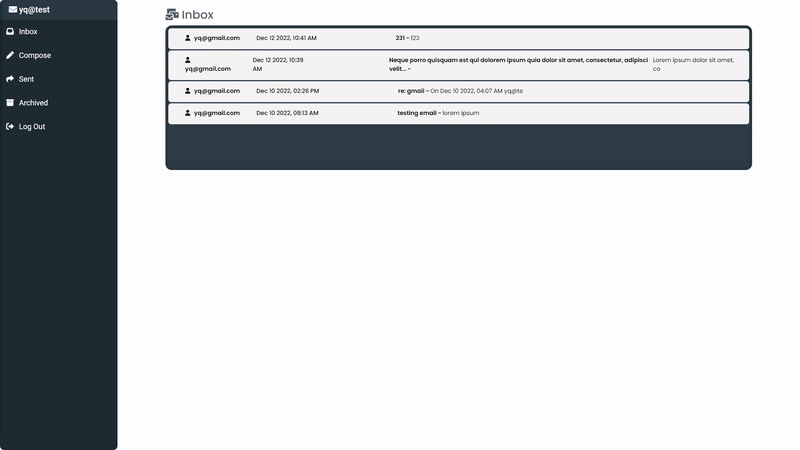 yq@test
Inbox
Compose
Sent
Archived
Log Out
Inbox
yq@gmail.com Dec 12 2022, 10:41 AM 231 - 123
yq@gmail.com Dec 12 2022, 10:39 AM Neque porro quisquam est qui dolorem ipsum quia dolor sit amet, consectetur, adipisci velit... - Lorem ipsum dolor sit amet, co
yq@gmail.com Dec 10 2022, 02:26 PM re: gmail - On Dec 10 2022, 04:07 AM yq@te
yq@gmail.com Dec 10 2022, 08:13 AM testing email - lorem ipsum